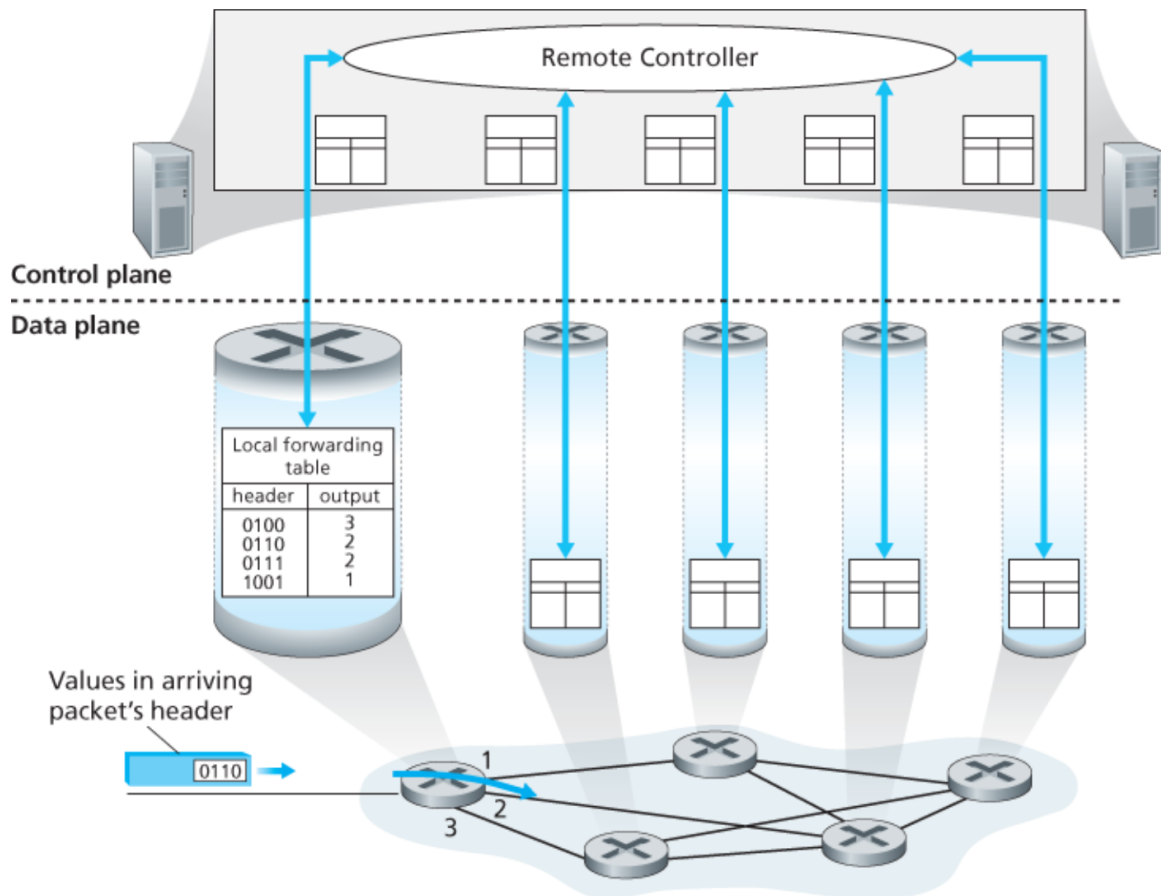 Remote Controller
Control plane
Data plane
Local forwarding
table
header output
0100 3
0110 2
0111 2
1001 1
Values in arriving
packet's header
0110
1
2
3